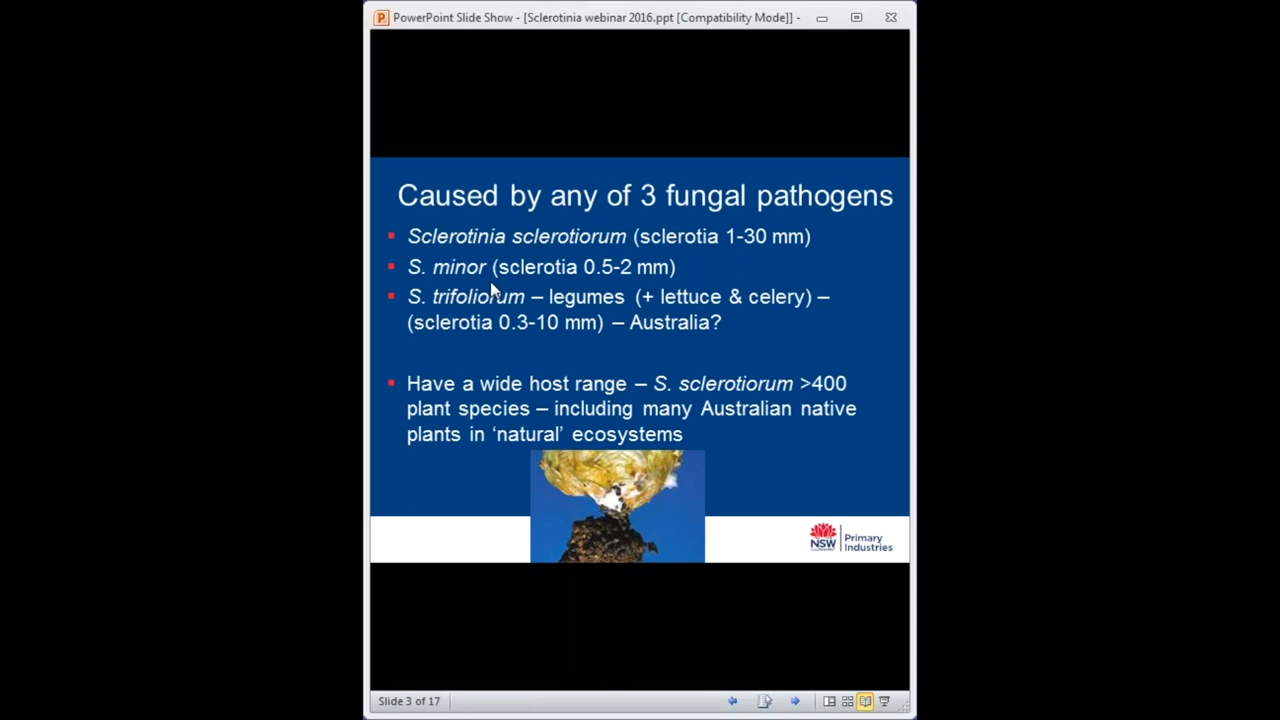 PowerPoint Slide Show - [Sclerotinia webinar 2016.ppt [Compatibility Mode]] -
Caused by any of 3 fungal pathogens
Sclerotinia sclerotiorum (sclerotia 1-30 mm)
S. minor (sclerotia 0.5-2 mm)
S. trifoliorum – legumes (+ lettuce & celery) –
(sclerotia 0.3-10 mm) – Australia?
Have a wide host range – S. sclerotiorum >400
plant species – including many Australian native
plants in ‘natural’ ecosystems
NSW
GOVERNMENT
Primary
Industries
Slide 3 of 17